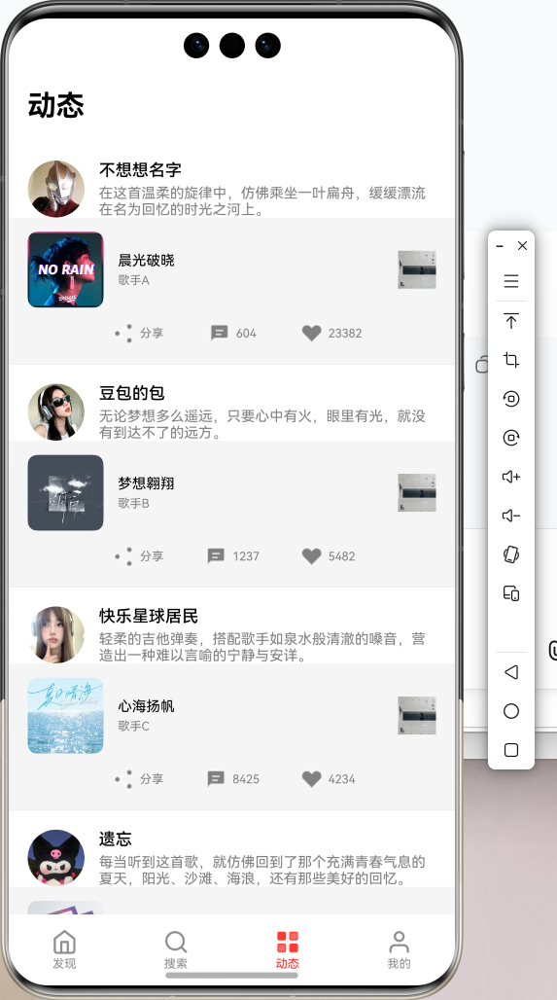 动态
不想想名字
在这首温柔的旋律中，仿佛乘坐一叶扁舟，缓缓漂流
在名为回忆的时光之河上。
NO RAIN
晨光破晓
歌手A
分享
604
23382
豆包的包
无论梦想多么遥远，只要心中有火，眼里有光，就没
有到达不了的远方。
梦想翱翔
歌手B
分享
1237
5482
快乐星球居民
轻柔的吉他弹奏，搭配歌手如泉水般清澈的嗓音，营
造出一种难以言喻的宁静与安详。
夏日晴海
心海扬帆
歌手C
分享
8425
4234
遗忘
每当听到这首歌，就仿佛回到了那个充满青春气息的
夏天，阳光、沙滩、海浪，还有那些美好的回忆。
发现
搜索
动态
我的